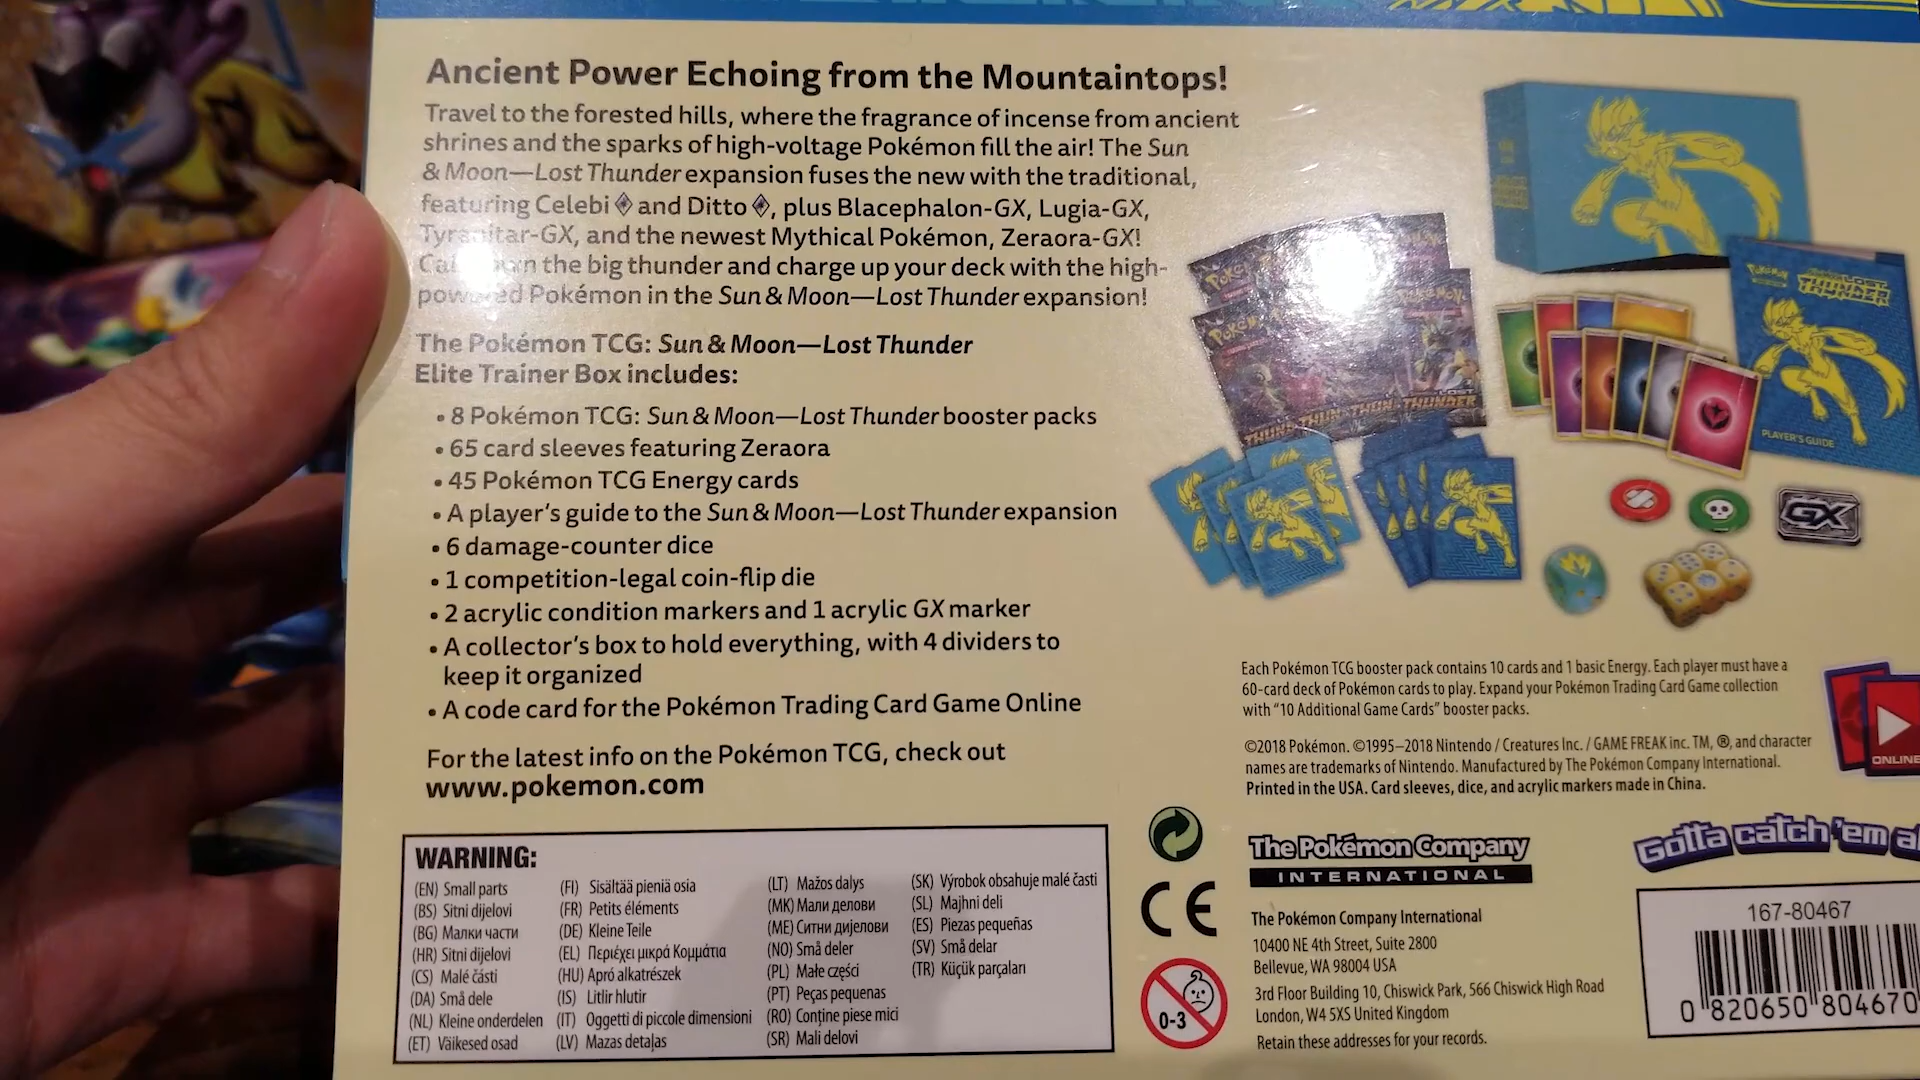 Ancient Power Echoing from the Mountaintops!
Travel to the forested hills, where the fragrance of incense from ancient
shrines and the sparks of high-voltage Pokémon fill the air! The Sun
& Moon—Lost Thunder expansion fuses the new with the traditional,
featuring Celebi and Ditto , plus Blacephalon-GX, Lugia-GX,
Tyranitar-GX, and the newest Mythical Pokémon, Zeraora-GX!
the big thunder and charge up your deck with the high-
powered Pokémon in the Sun & Moon—Lost Thunder expansion!
The Pokémon TCG: Sun & Moon—Lost Thunder
Elite Trainer Box includes:
• 8 Pokémon TCG: Sun & Moon—Lost Thunder booster packs
• 65 card sleeves featuring Zeraora
• 45 Pokémon TCG Energy cards
• A player's guide to the Sun & Moon—Lost Thunder expansion
• 6 damage-counter dice
• 1 competition-legal coin-flip die
• 2 acrylic condition markers and 1 acrylic GX marker
• A collector's box to hold everything, with 4 dividers to
keep it organized
• A code card for the Pokémon Trading Card Game Online
For the latest info on the Pokémon TCG, check out
www.pokemon.com
WARNING:
(EN) Small parts
(BS) Sitni dijelovi
(BG) Малки части
(HR) Sitni dijelovi
(CS) Malé části
(DA) Små dele
(NL) Kleine onderdelen
(ET) Väikesed osad
(FI) Sisältää pieniä osia
(FR) Petits éléments
(DE) Kleine Teile
(EL) Περιέχει μικρά Κομμάτια
(HU) Apró alkatrészek
(IS) Litlir hlutir
(IT) Oggetti di piccole dimensioni
(LV) Mazas detaļas
(LT) Mažos dalys
(MK) Мали делови
(ME) Ситни дијелови
(NO) Små deler
(PL) Małe części
(PT) Peças pequenas
(RO) Conține piese mici
(SR) Mali delovi
(SK) Výrobok obsahuje malé časti
(SL) Majhni deli
(ES) Piezas pequeñas
(SV) Små delar
(TR) Küçük parçaları
POKÉMON
LOST
THUNDER
PLAYER'S GUIDE
THUNDER
GX
Each Pokémon TCG booster pack contains 10 cards and 1 basic Energy. Each player must have a
60-card deck of Pokémon cards to play. Expand your Pokémon Trading Card Game collection
with "10 Additional Game Cards" booster packs.
©2018 Pokémon. ©1995–2018 Nintendo / Creatures Inc. / GAME FREAK inc. TM, ®, and character
names are trademarks of Nintendo. Manufactured by The Pokémon Company International.
Printed in the USA. Card sleeves, dice, and acrylic markers made in China.
ONLINE
CE
0-3
The Pokémon Company
INTERNATIONAL
The Pokémon Company International
10400 NE 4th Street, Suite 2800
Bellevue, WA 98004 USA
3rd Floor Building 10, Chiswick Park, 566 Chiswick High Road
London, W4 5XS United Kingdom
Retain these addresses for your records.
Gotta catch 'em a
167-80467
0 820650 804670